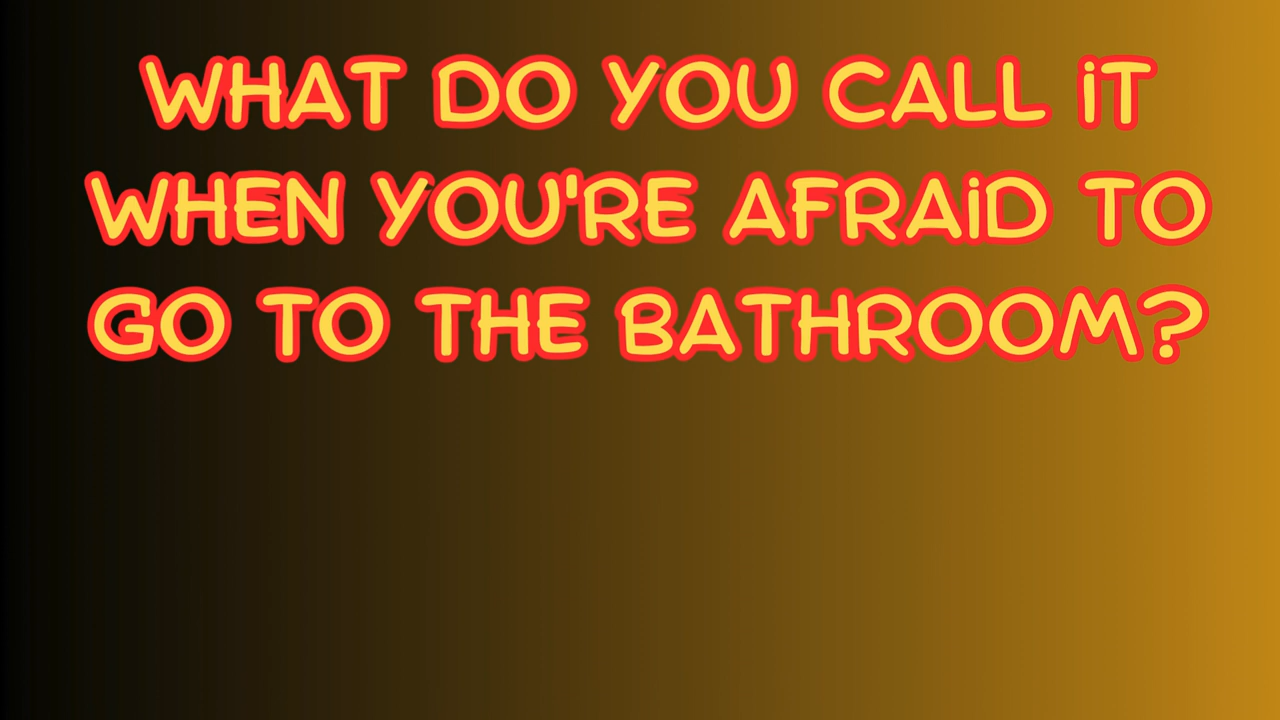 WHAT DO YOU CALL iT
WHEN YOU'RE AFRAiD TO
GO TO THE BATHROOM?